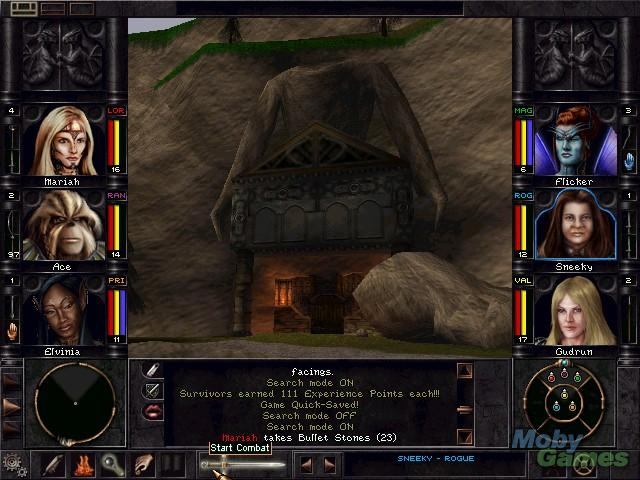 4
LOR
16
Mariah
2
RAN
97
14
Ace
1
PRI
11
Elvinia
MAG
3
6
Flicker
ROG
1
12
Sneeky
VAL
2
17
Gudrun
facings.
Search mode ON
Survivors earned 111 Experience Points each!!!
Game Quick-Saved!
Search mode OFF
Search mode ON
Mariah takes Bullet Stones (23)
Start Combat
SNEEKY - ROGUE
Moby
Games